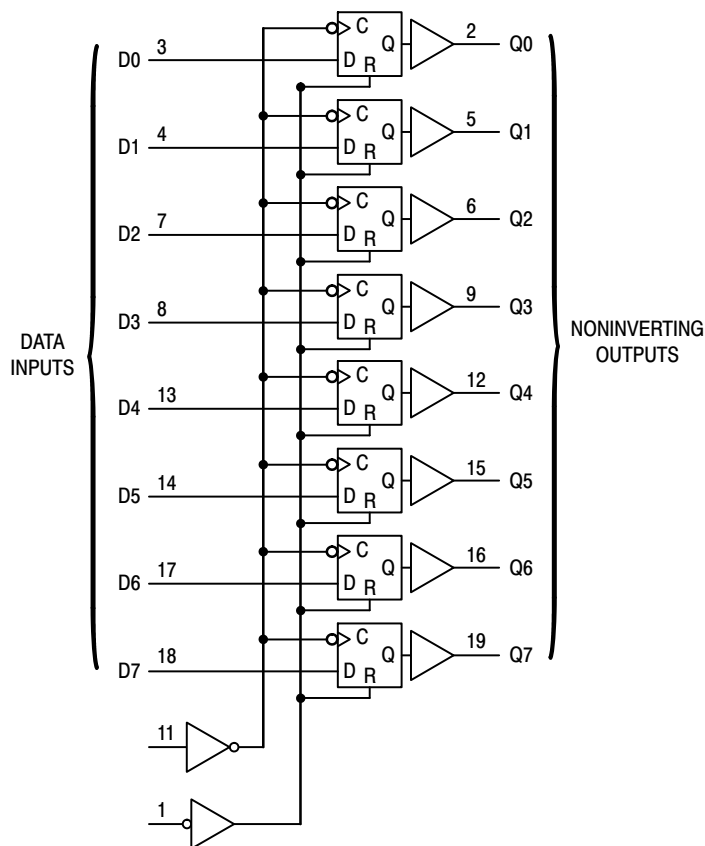 C
Q
D
R
D0
3
2
Q0
C
Q
D
R
D1
4
5
Q1
C
Q
D
R
D2
7
6
Q2
C
Q
D
R
D3
8
9
Q3
DATA
INPUTS
NONINVERTING
OUTPUTS
C
Q
D
R
D4
13
12
Q4
C
Q
D
R
D5
14
15
Q5
C
Q
D
R
D6
17
16
Q6
C
Q
D
R
D7
18
19
Q7
11
1